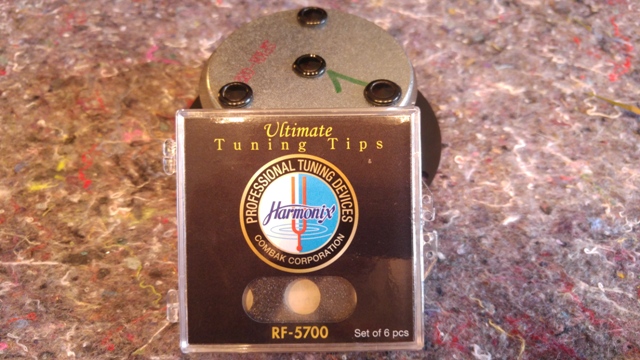 Ultimate
Tuning Tips
PROFESSIONAL TUNING DEVICES
Harmonix
COMBAK CORPORATION
RF-5700
Set of 6 pcs